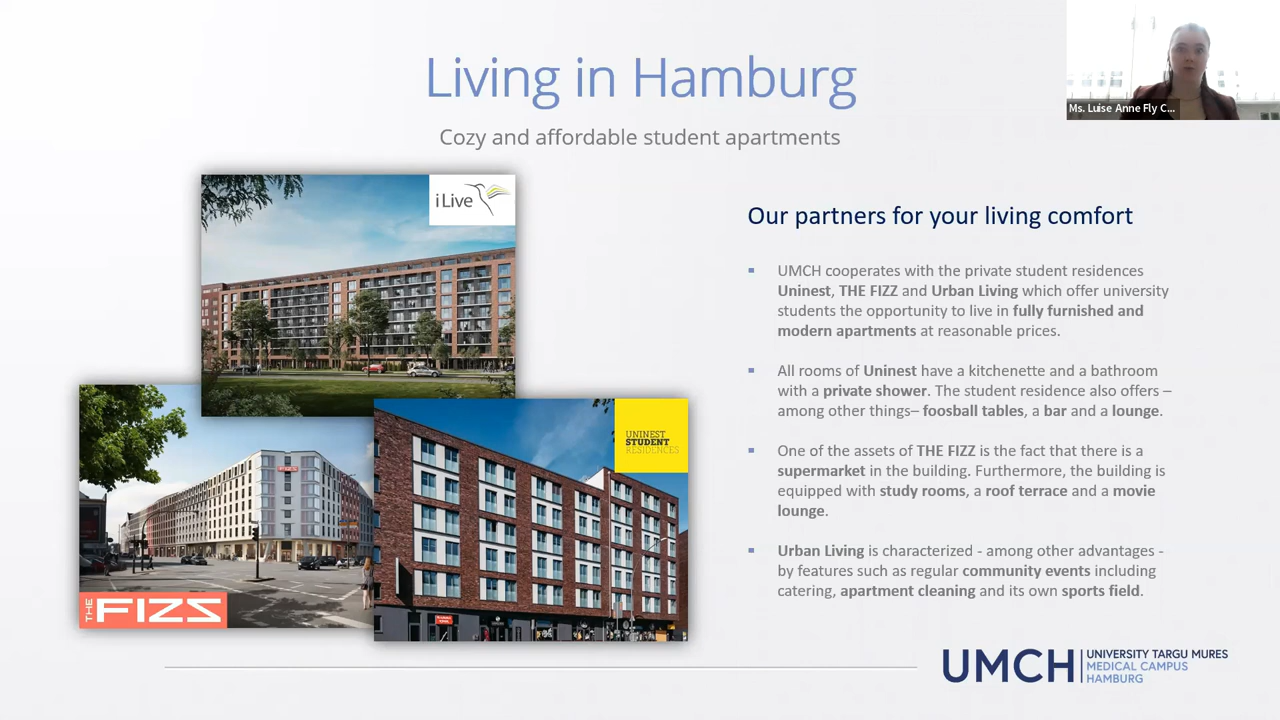 Living in Hamburg
Cozy and affordable student apartments
Ms. Luise Anne Fly C...
iLive
UNINEST
STUDENT
RESIDENCES
THE FIZZ
Our partners for your living comfort
UMCH cooperates with the private student residences
Uninest, THE FIZZ and Urban Living which offer university
students the opportunity to live in fully furnished and
modern apartments at reasonable prices.
All rooms of Uninest have a kitchenette and a bathroom
with a private shower. The student residence also offers –
among other things– foosball tables, a bar and a lounge.
One of the assets of THE FIZZ is the fact that there is a
supermarket in the building. Furthermore, the building is
equipped with study rooms, a roof terrace and a movie
lounge.
Urban Living is characterized - among other advantages -
by features such as regular community events including
catering, apartment cleaning and its own sports field.
UMCH
UNIVERSITY TARGU MURES
MEDICAL CAMPUS
HAMBURG